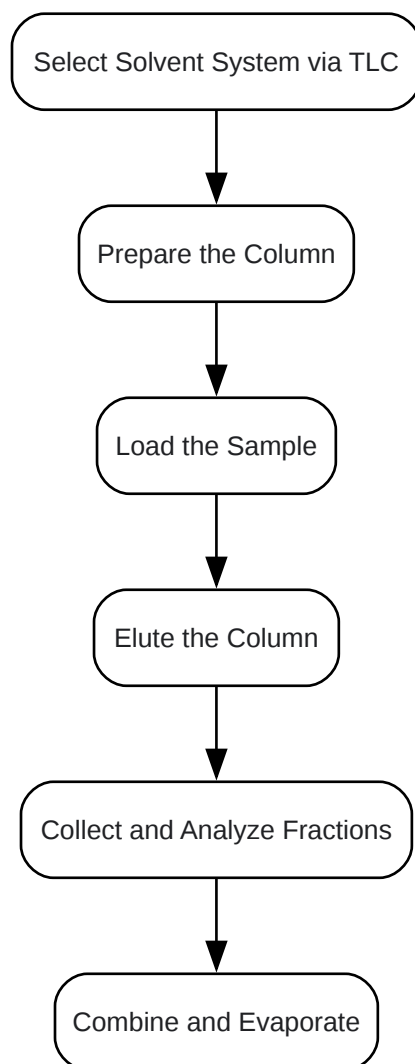 Select Solvent System via TLC
Prepare the Column
Load the Sample
Elute the Column
Collect and Analyze Fractions
Combine and Evaporate